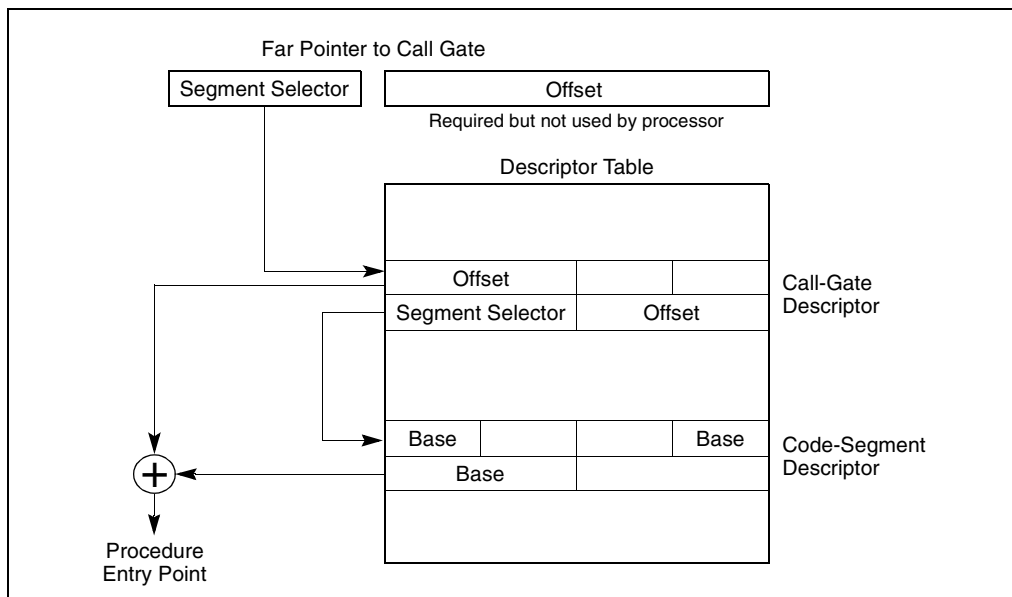 Far Pointer to Call Gate
Segment Selector
Offset
Required but not used by processor
Descriptor Table
Offset
Segment Selector
Offset
Call-Gate
Descriptor
Base
Base
Base
Code-Segment
Descriptor
+
Procedure
Entry Point